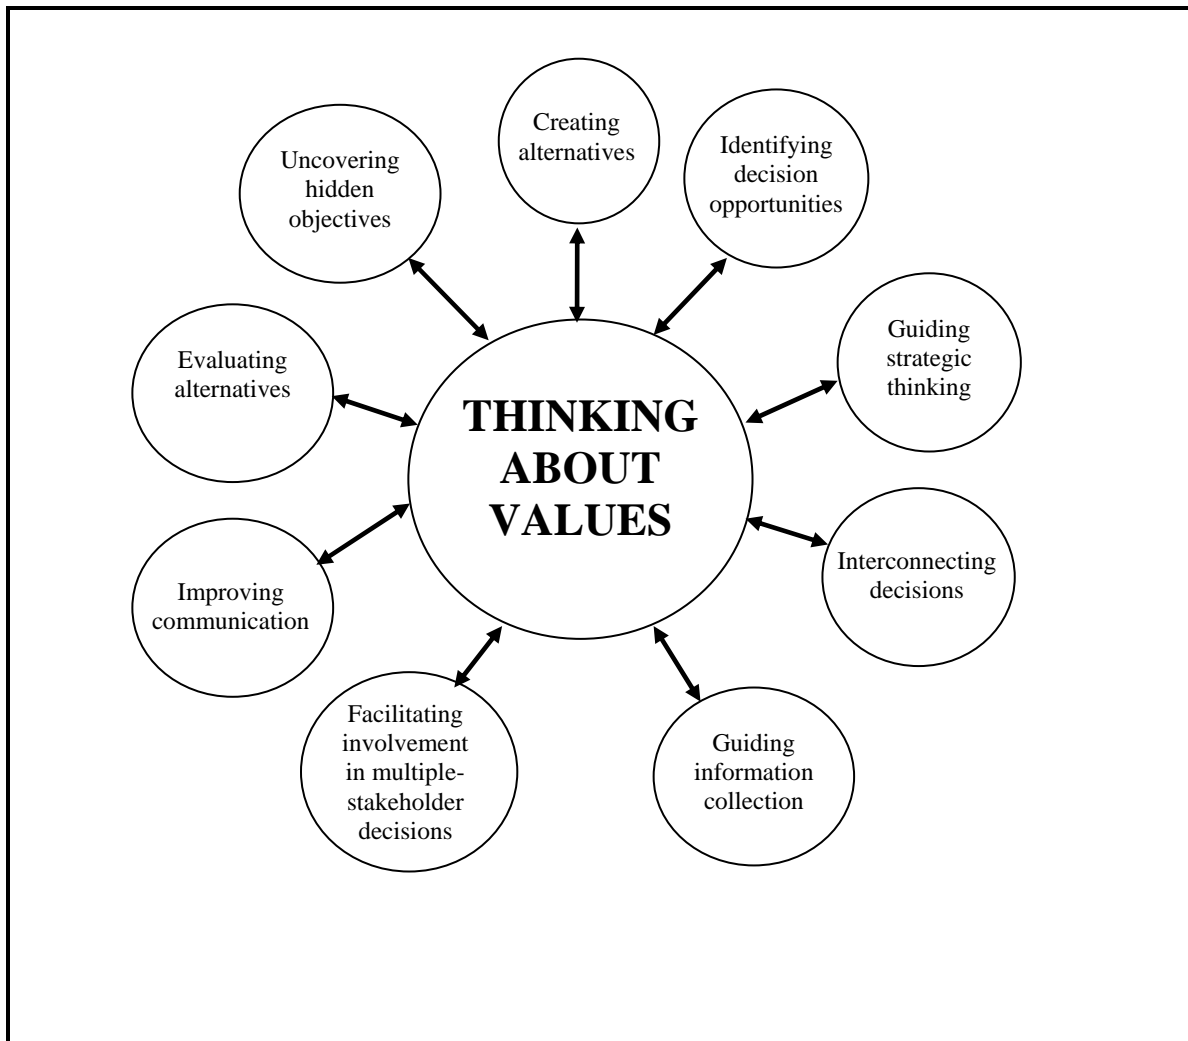 Creating
alternatives
Identifying
decision
opportunities
Uncovering
hidden
objectives
Guiding
strategic
thinking
Evaluating
alternatives
THINKING
ABOUT
VALUES
Interconnecting
decisions
Improving
communication
Facilitating
involvement
in multiple-
stakeholder
decisions
Guiding
information
collection